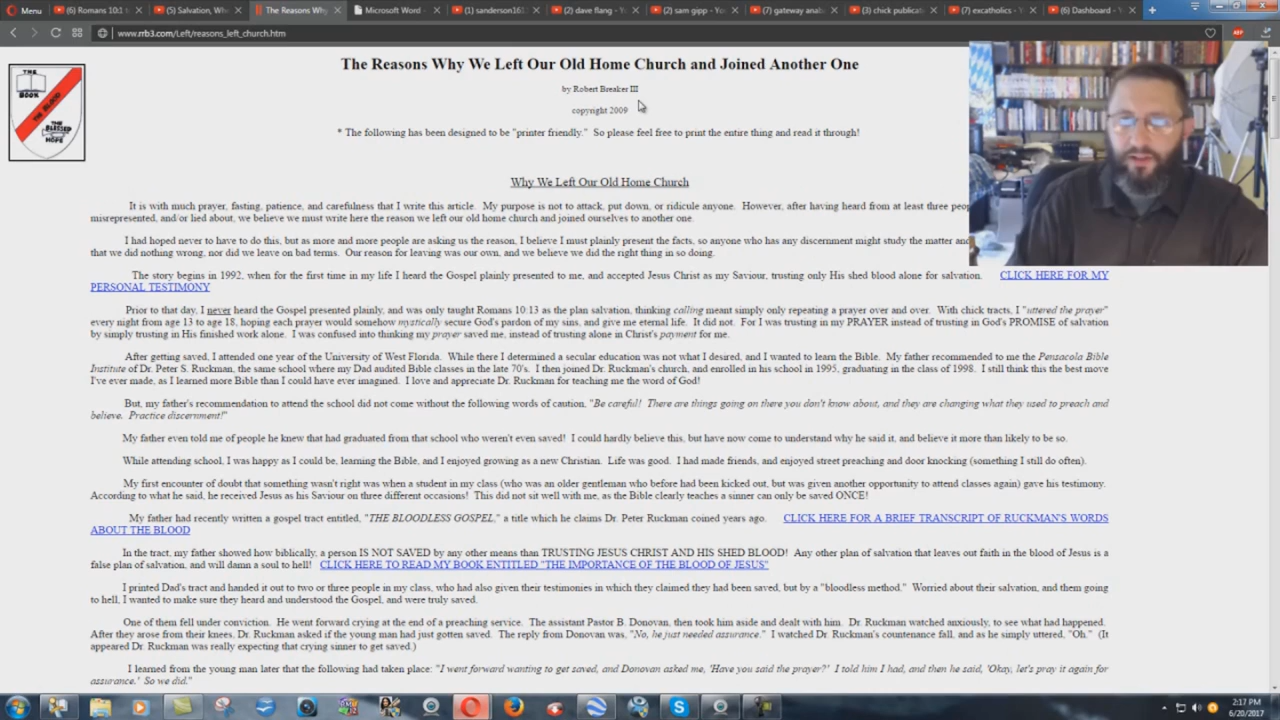 Menu
(6) Romans 10:1
(5) Salvation, Wh
The Reasons Why
Microsoft Word -
(1) sanderson161
(2) dave flang - Yo
(2) sam gipp - You
(7) gateway anab
(3) chick publicat
(7) excatholics - Y
(6) Dashboard - Y
www.rrb3.com/Left/reasons_left_church.htm
THE BOOK
THE BLOOD
THE BLESSED HOPE
The Reasons Why We Left Our Old Home Church and Joined Another One
by Robert Breaker III
copyright 2009
* The following has been designed to be "printer friendly." So please feel free to print the entire thing and read it through!
Why We Left Our Old Home Church
It is with much prayer, fasting, patience, and carefulness that I write this article. My purpose is not to attack, put down, or ridicule anyone. However, after having heard from at least three peop
misrepresented, and/or lied about, we believe we must write here the reason we left our old home church and joined ourselves to another one.
I had hoped never to have to do this, but as more and more people are asking us the reason, I believe I must plainly present the facts, so anyone who has any discernment might study the matter and
that we did nothing wrong, nor did we leave on bad terms. Our reason for leaving was our own, and we believe we did the right thing in so doing.
The story begins in 1992, when for the first time in my life I heard the Gospel plainly presented to me, and accepted Jesus Christ as my Saviour, trusting only His shed blood alone for salvation. CLICK HERE FOR MY
PERSONAL TESTIMONY
Prior to that day, I never heard the Gospel presented plainly, and was only taught Romans 10:13 as the plan salvation, thinking calling meant simply only repeating a prayer over and over. With chick tracts, I "uttered the prayer"
every night from age 13 to age 18, hoping each prayer would somehow mystically secure God's pardon of my sins, and give me eternal life. It did not. For I was trusting in my PRAYER instead of trusting in God's PROMISE of salvation
by simply trusting in His finished work alone. I was confused into thinking my prayer saved me, instead of trusting alone in Christ's payment for me.
After getting saved, I attended one year of the University of West Florida. While there I determined a secular education was not what I desired, and I wanted to learn the Bible. My father recommended to me the Pensacola Bible
Institute of Dr. Peter S. Ruckman, the same school where my Dad audited Bible classes in the late 70's. I then joined Dr. Ruckman's church, and enrolled in his school in 1995, graduating in the class of 1998. I still think this the best move
I've ever made, as I learned more Bible than I could have ever imagined. I love and appreciate Dr. Ruckman for teaching me the word of God!
But, my father's recommendation to attend the school did not come without the following words of caution, "Be careful! There are things going on there you don't know about, and they are changing what they used to preach and
believe. Practice discernment!"
My father even told me of people he knew that had graduated from that school who weren't even saved! I could hardly believe this, but have now come to understand why he said it, and believe it more than likely to be so.
While attending school, I was happy as I could be, learning the Bible, and I enjoyed growing as a new Christian. Life was good. I had made friends, and enjoyed street preaching and door knocking (something I still do often).
My first encounter of doubt that something wasn't right was when a student in my class (who was an older gentleman who before had been kicked out, but was given another opportunity to attend classes again) gave his testimony.
According to what he said, he received Jesus as his Saviour on three different occasions! This did not sit well with me, as the Bible clearly teaches a sinner can only be saved ONCE!
My father had recently written a gospel tract entitled, "THE BLOODLESS GOSPEL," a title which he claims Dr. Peter Ruckman coined years ago. CLICK HERE FOR A BRIEF TRANSCRIPT OF RUCKMAN'S WORDS
ABOUT THE BLOOD
In the tract, my father showed how biblically, a person IS NOT SAVED by any other means than TRUSTING JESUS CHRIST AND HIS SHED BLOOD! Any other plan of salvation that leaves out faith in the blood of Jesus is a
false plan of salvation, and will damn a soul to hell! CLICK HERE TO READ MY BOOK ENTITLED "THE IMPORTANCE OF THE BLOOD OF JESUS"
I printed Dad's tract and handed it out to two or three people in my class, who had also given their testimonies in which they claimed they had been saved, but by a "bloodless method." Worried about their salvation, and them going
to hell, I wanted to make sure they heard and understood the Gospel, and were truly saved.
One of them fell under conviction. He went forward crying at the end of a preaching service. The assistant Pastor B. Donovan, then took him aside and dealt with him. Dr. Ruckman watched anxiously, to see what had happened.
After they arose from their knees, Dr. Ruckman asked if the young man had just gotten saved. The reply from Donovan was, "No, he just needed assurance." I watched Dr. Ruckman's countenance fall, and as he simply uttered, "Oh." (It
appeared Dr. Ruckman was really expecting that crying sinner to get saved.)
I learned from the young man later that the following had taken place: "I went forward wanting to get saved, and Donovan asked me, 'Have you said the prayer?' I told him I had, and then he said, 'Okay, let's pray it again for
assurance.' So we did."
2:17 PM
6/20/2017